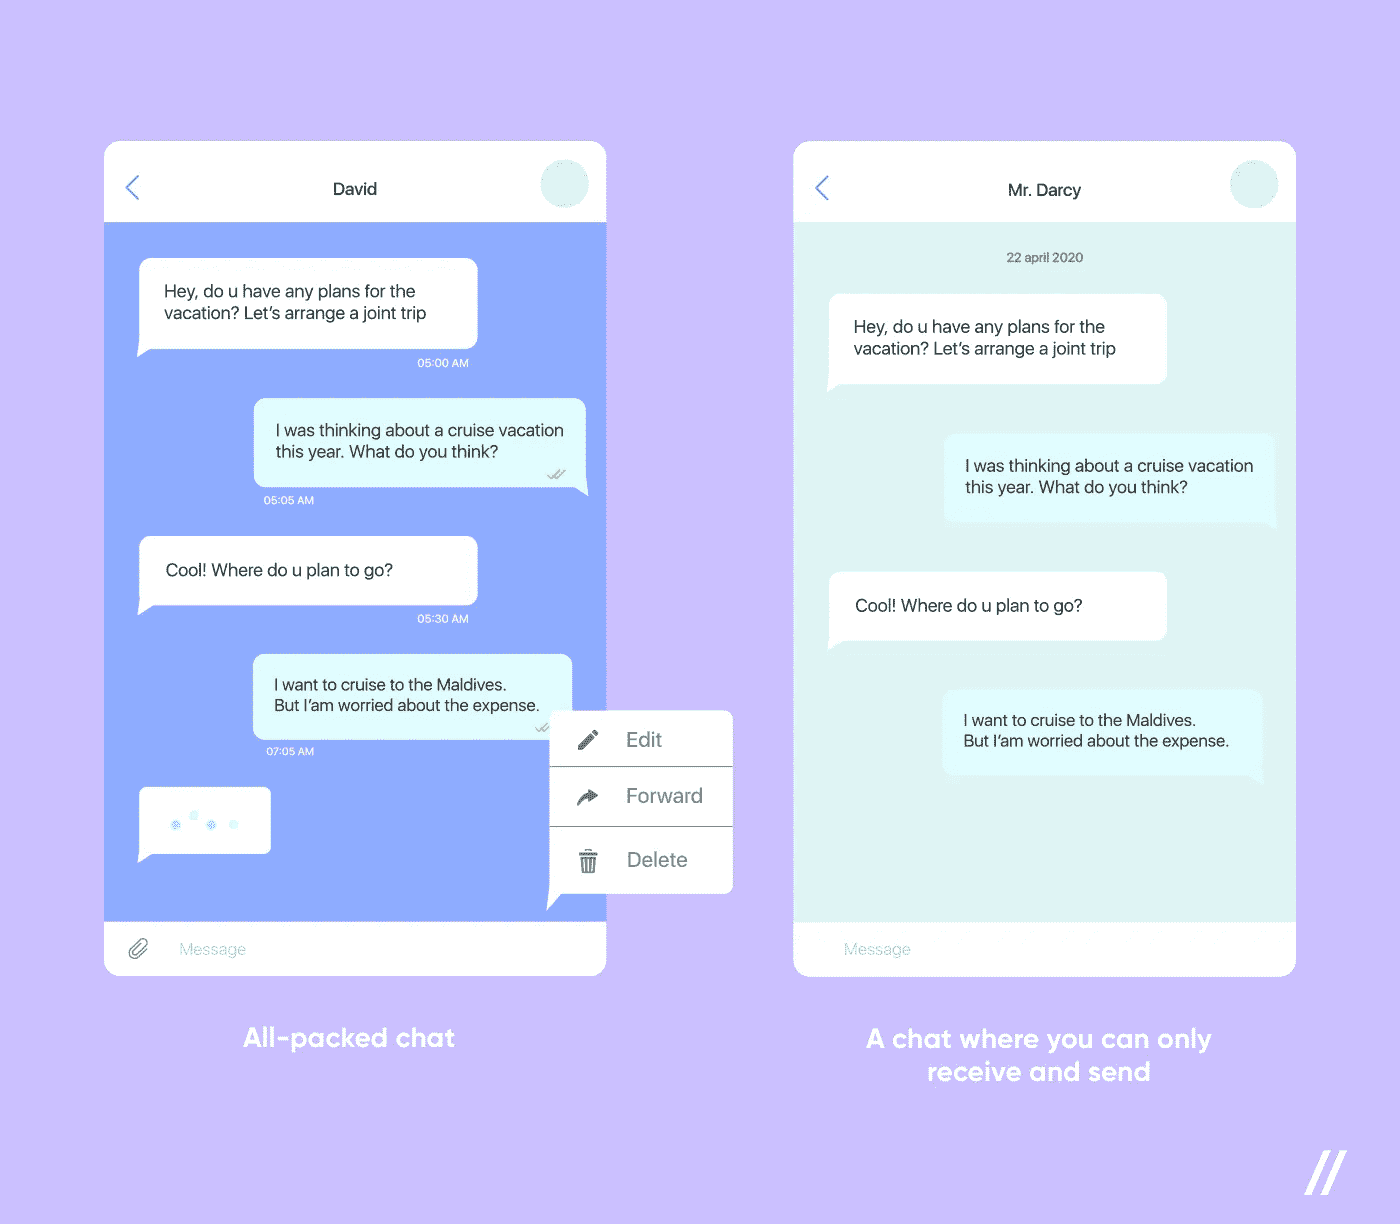 David
Hey, do u have any plans for the
vacation? Let's arrange a joint trip
05:00 AM
I was thinking about a cruise vacation
this year. What do you think?
05:05 AM
Cool! Where do u plan to go?
05:30 AM
I want to cruise to the Maldives.
But I'am worried about the expense.
07:05 AM
Edit
Forward
Delete
Message
All-packed chat
Mr. Darcy
22 april 2020
Hey, do u have any plans for the
vacation? Let's arrange a joint trip
I was thinking about a cruise vacation
this year. What do you think?
Cool! Where do u plan to go?
I want to cruise to the Maldives.
But I'am worried about the expense.
Message
A chat where you can only
receive and send